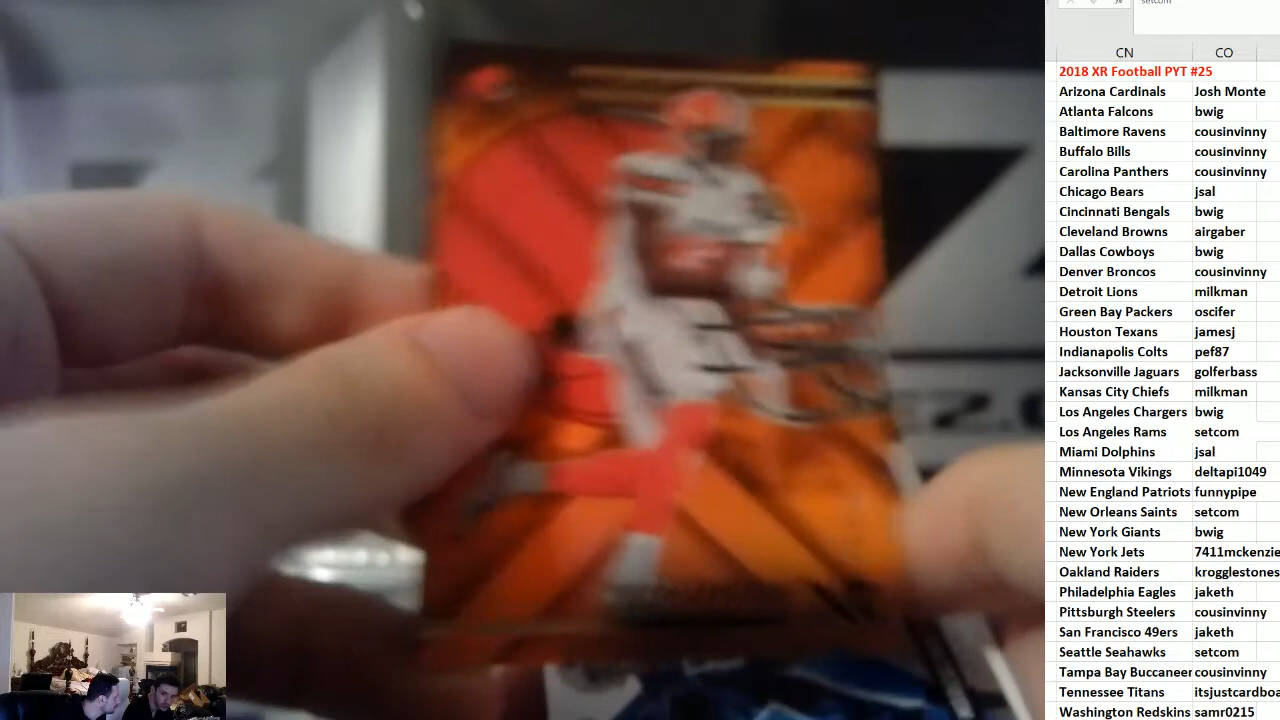 setcom
CN CO
2018 XR Football PYT #25
Arizona Cardinals Josh Monte
Atlanta Falcons bwig
Baltimore Ravens cousinvinny
Buffalo Bills cousinvinny
Carolina Panthers cousinvinny
Chicago Bears jsal
Cincinnati Bengals bwig
Cleveland Browns airgaber
Dallas Cowboys bwig
Denver Broncos cousinvinny
Detroit Lions milkman
Green Bay Packers oscifer
Houston Texans jamesj
Indianapolis Colts pef87
Jacksonville Jaguars golferbass
Kansas City Chiefs milkman
Los Angeles Chargers bwig
Los Angeles Rams setcom
Miami Dolphins jsal
Minnesota Vikings deltapi1049
New England Patriots funnypipe
New Orleans Saints setcom
New York Giants bwig
New York Jets 7411mckenzie
Oakland Raiders krogglestones
Philadelphia Eagles jaketh
Pittsburgh Steelers cousinvinny
San Francisco 49ers jaketh
Seattle Seahawks setcom
Tampa Bay Buccaneer cousinvinny
Tennessee Titans itsjustcardboa
Washington Redskins samr0215